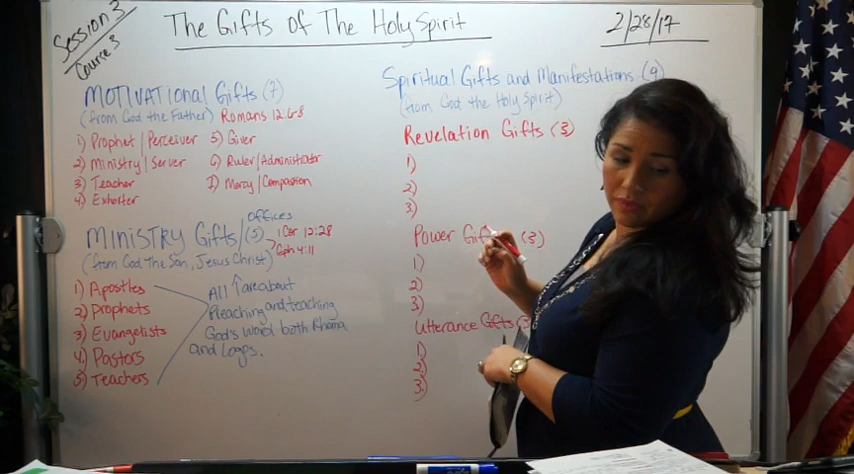 Session 3
Course 3
The Gifts of The Holy Spirit
2/28/17
MOTIVATIONAL Gifts (7)
(from God the Father) Romans 12:6-8
1) Prophet/Perceiver
2) Ministry/Server
3) Teacher
4) Exhorter
5) Giver
6) Ruler/Administrator
7) Mercy/Compassion
MINISTRY Gifts/Offices (5)
1 Cor 12:28
Eph 4:11
(from God The Son, Jesus Christ)
1) Apostles
2) Prophets
3) Evangelists
4) Pastors
5) Teachers
All are about
Preaching and teaching
God's Word both Rhema
and Logos.
Spiritual Gifts and Manifestations (9)
(from God the Holy Spirit)
Revelation Gifts (3)
1)
2)
3)
Power Gifts (3)
1)
2)
3)
Utterance Gifts (3
1)
2)
3)